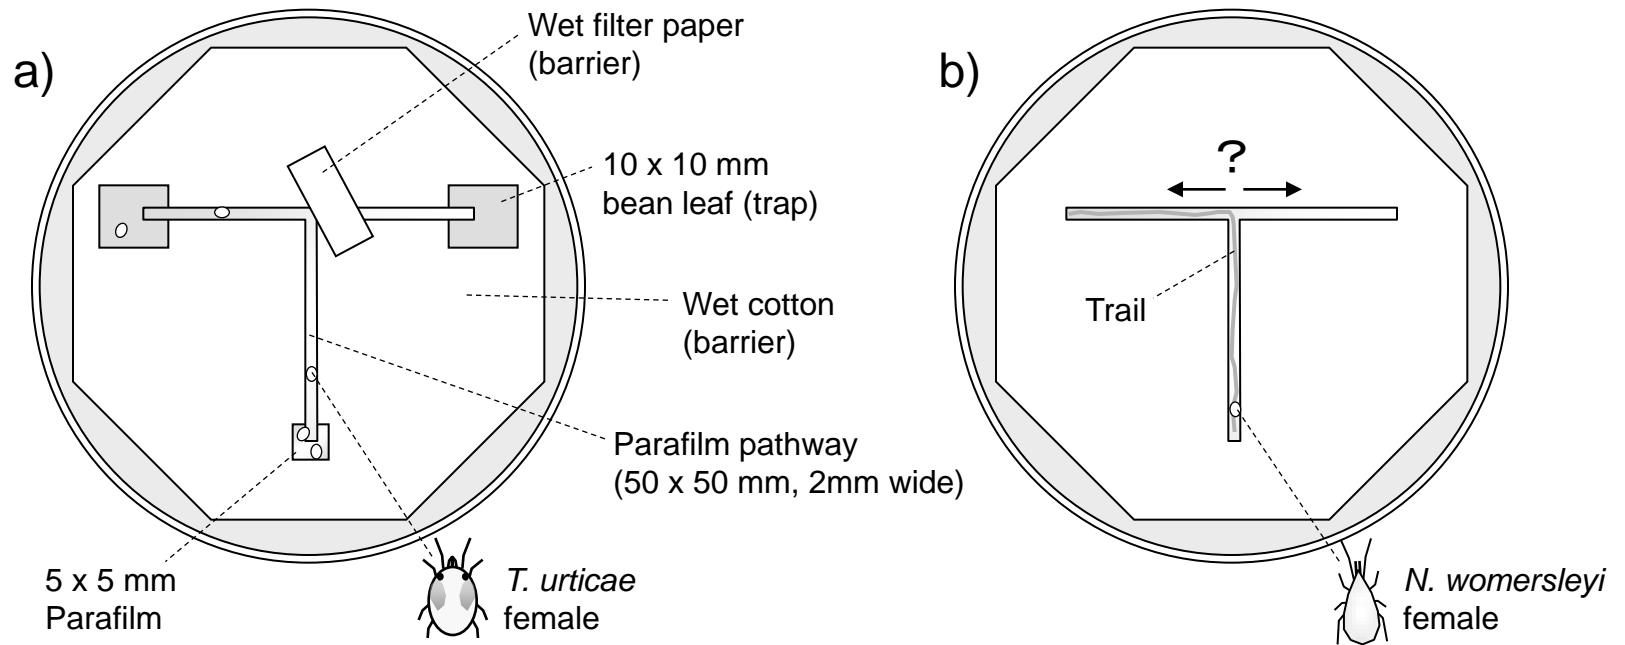 a)
Wet filter paper
(barrier)
10 x 10 mm
bean leaf (trap)
Wet cotton
(barrier)
Parafilm pathway
(50 x 50 mm, 2mm wide)
5 x 5 mm
Parafilm
T. urticae
female
b)
?
Trail
N. womersleyi
female